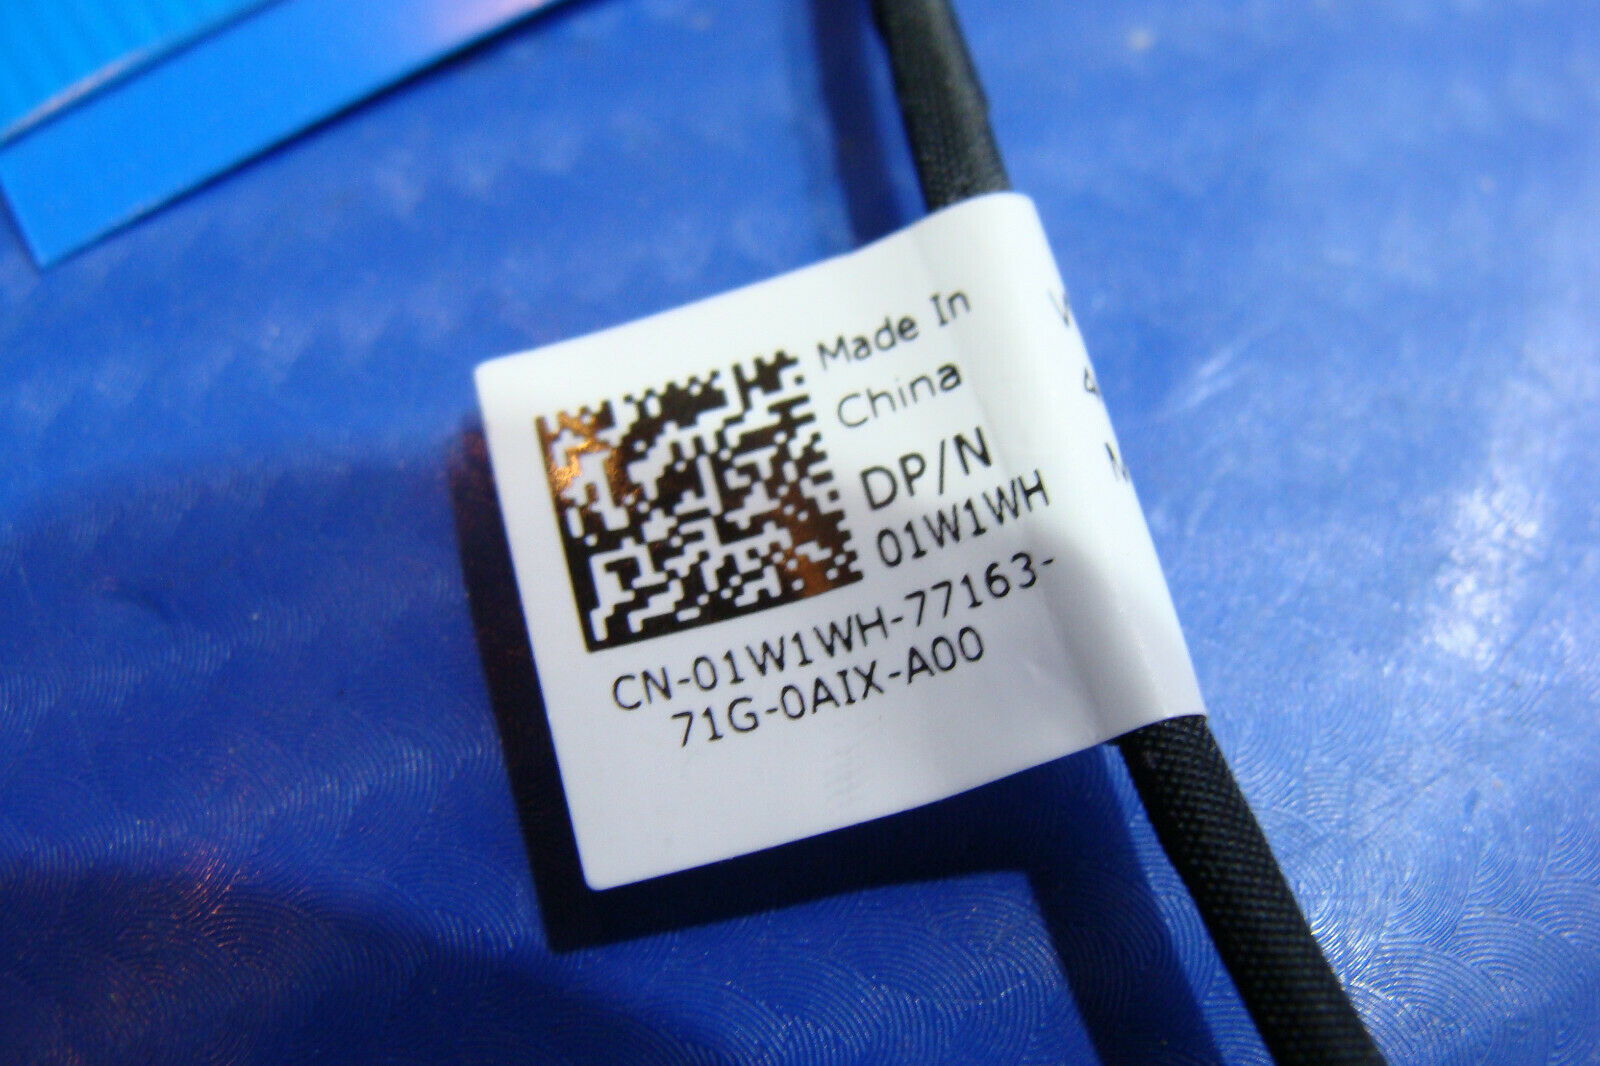 Made In
China
DP/N
01W1WH
CN-01W1WH-77163-
71G-0AIX-A00